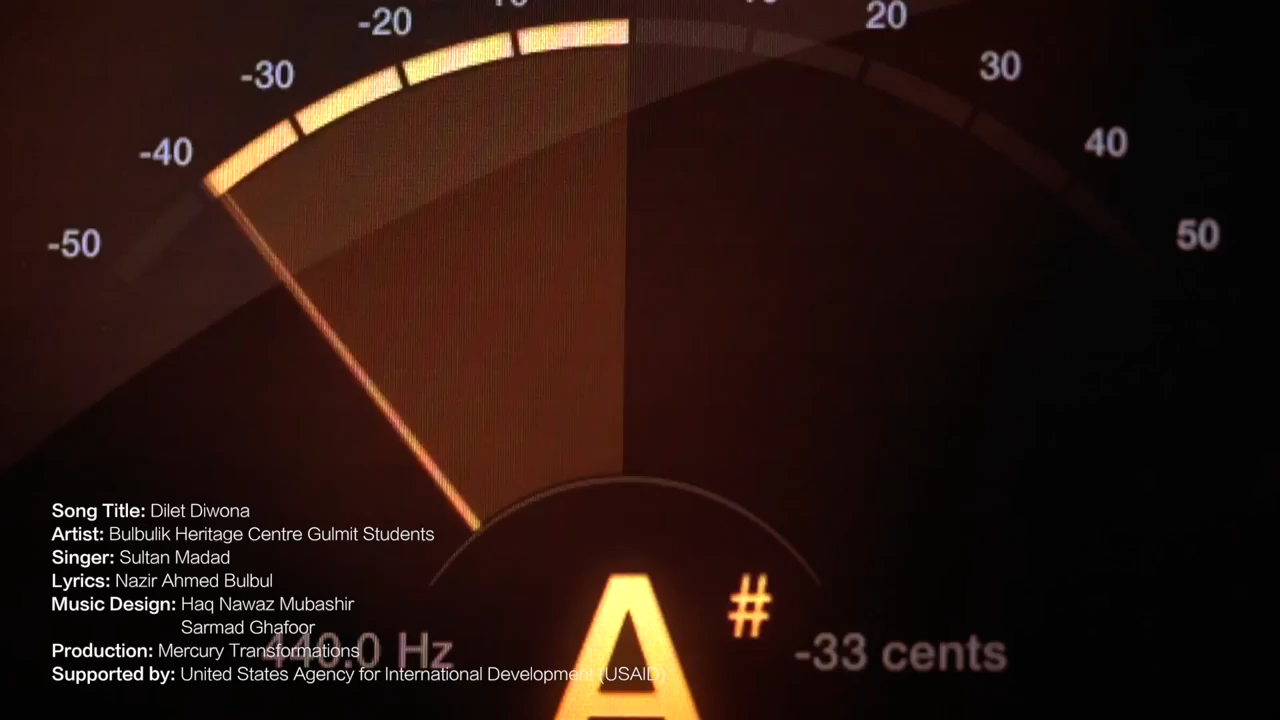 -50
-40
-30
-20
20
30
40
50
Song Title: Dilet Diwona
Artist: Bulbulik Heritage Centre Gulmit Students
Singer: Sultan Madad
Lyrics: Nazir Ahmed Bulbul
Music Design: Haq Nawaz Mubashir
Sarmad Ghafoor
Production: Mercury Transformations
Supported by: United States Agency for International Development (USAID)
440.0 Hz
A#
-33 cents